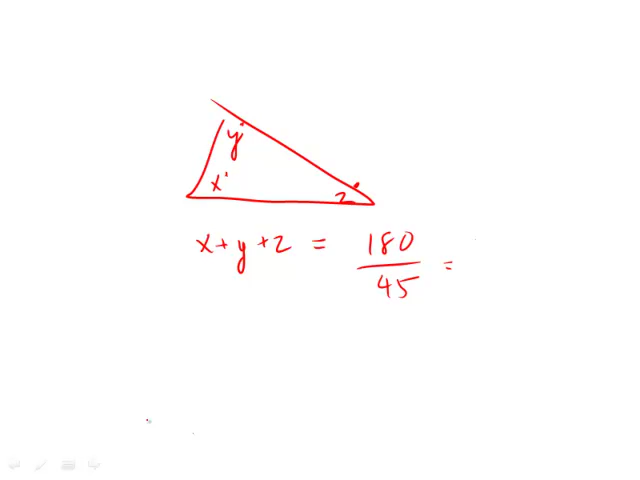 y°
x°
z°
x + y + z = 180
45 =